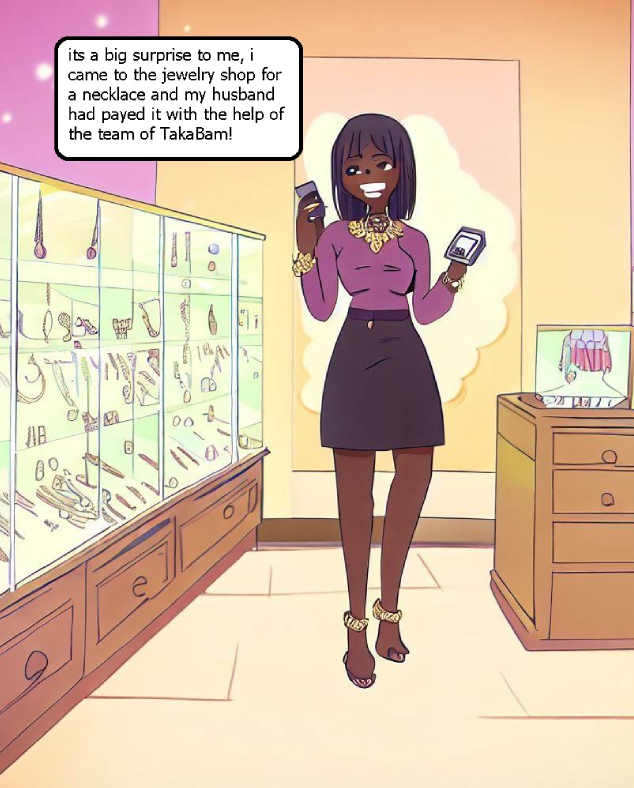 its a big surprise to me, i
came to the jewelry shop for
a necklace and my husband
had payed it with the help of
the team of TakaBam!